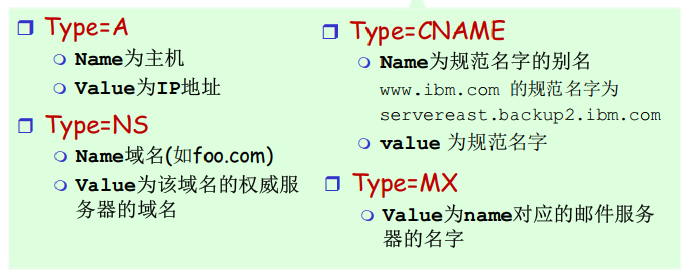 Type=A
Name为主机
Value为IP地址
Type=NS
Name域名(如foo.com)
Value为该域名的权威服
务器的域名
Type=CNAME
Name为规范名字的别名
www.ibm.com 的规范名字为
servereast.backup2.ibm.com
value 为规范名字
Type=MX
Value为name对应的邮件服务
器的名字